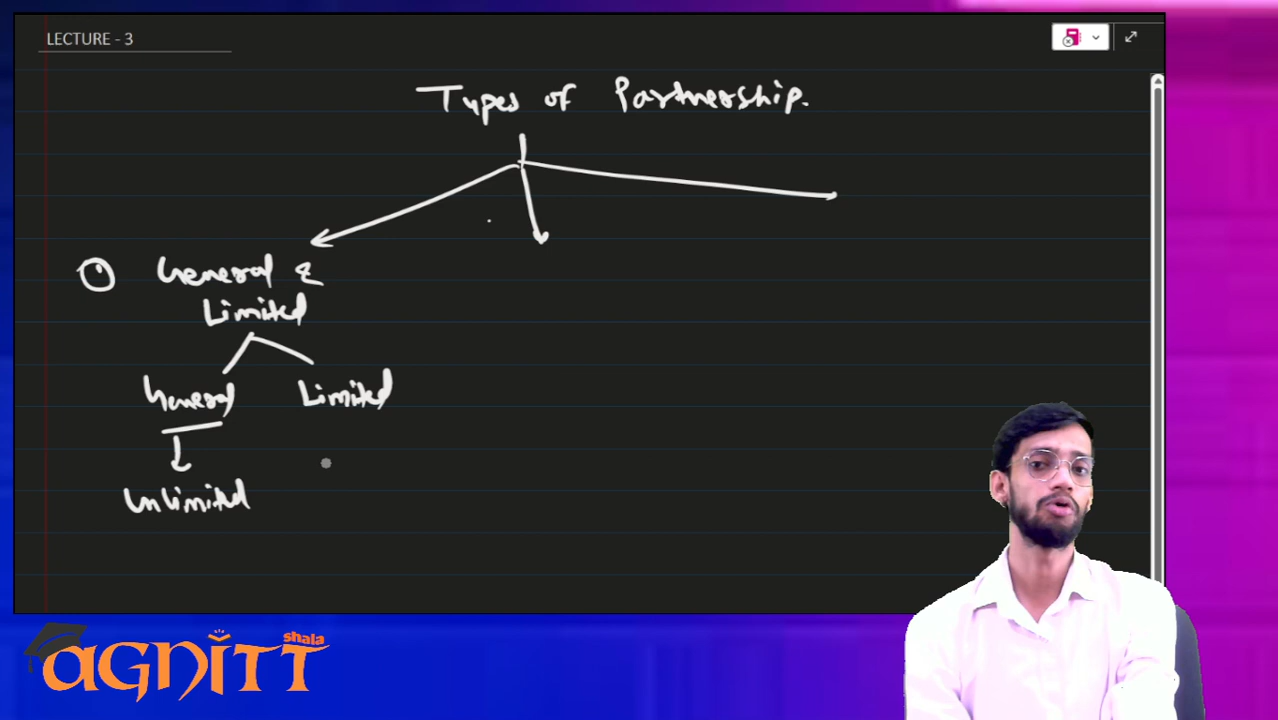 LECTURE - 3
Types of Partnership.
① General &
Limited
General Limited
Unlimited
shala
aGNiTT